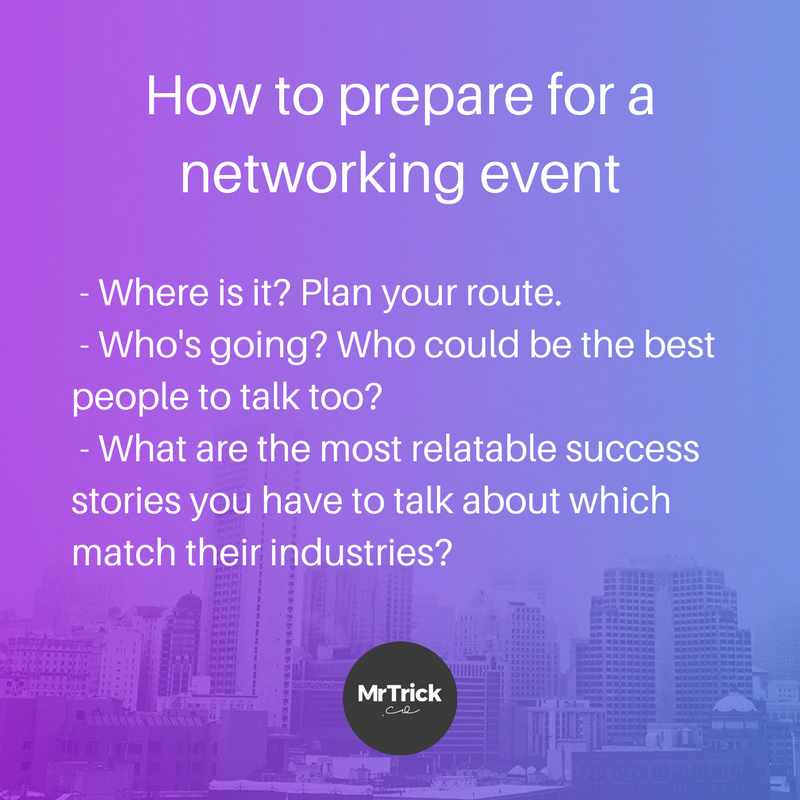 How to prepare for a
networking event
- Where is it? Plan your route.
- Who's going? Who could be the best
people to talk too?
- What are the most relatable success
stories you have to talk about which
match their industries?
MrTrick
.co